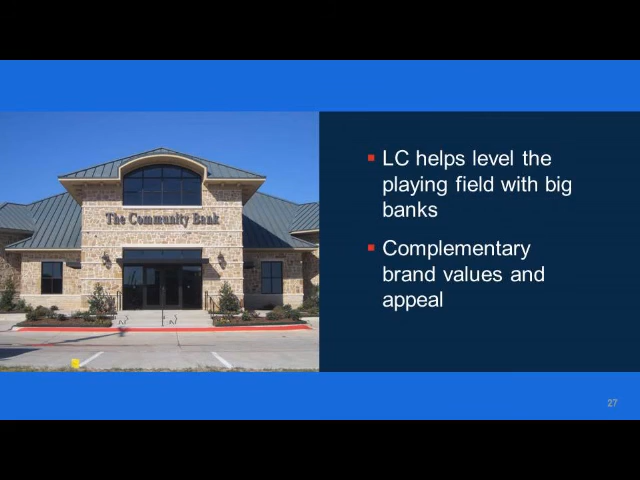 The Community Bank
LC helps level the
playing field with big
banks
Complementary
brand values and
appeal
27